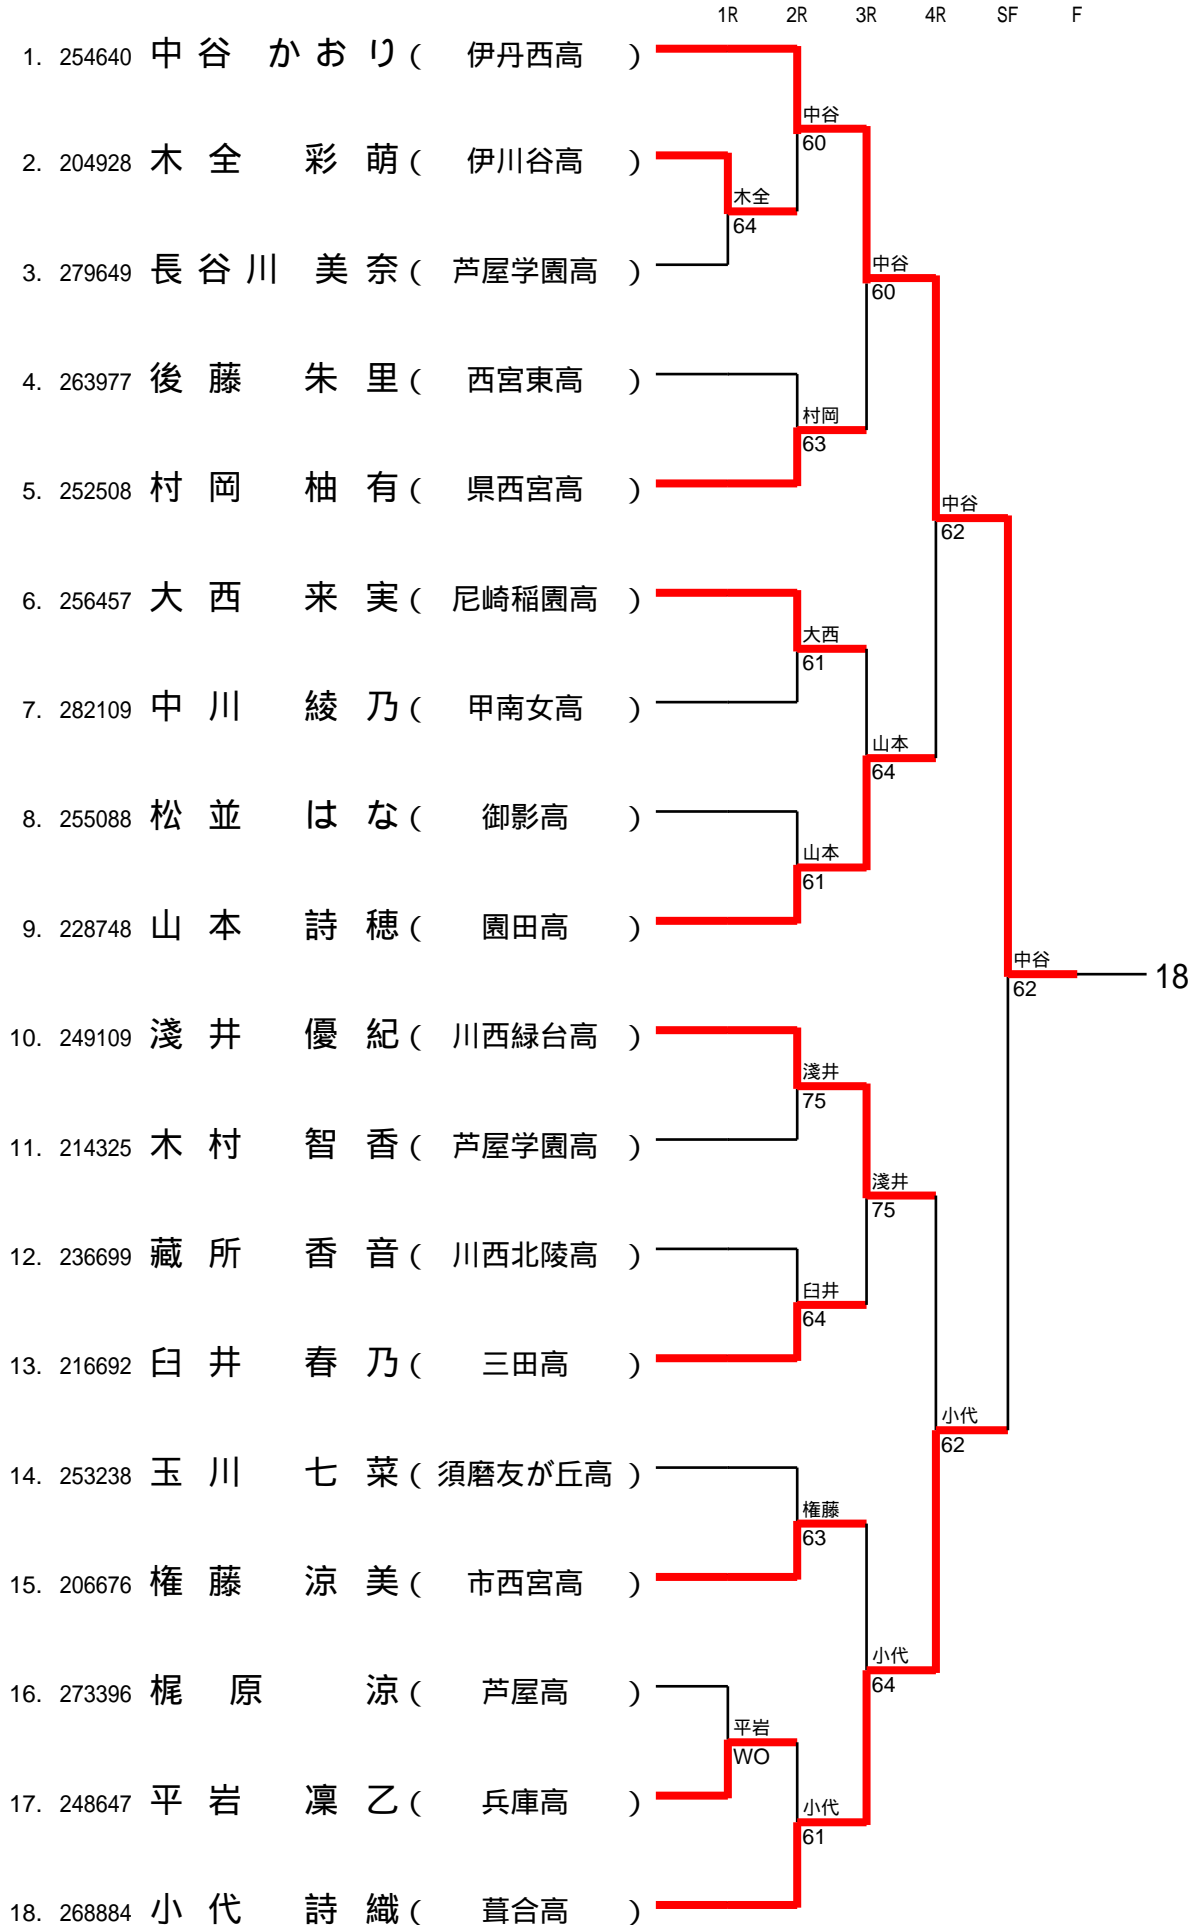 1R 2R 3R 4R SF F
1. 254640 中谷 かおり ( 伊丹西高 )
中谷
60
2. 204928 木全 彩萌 ( 伊川谷高 )
木全
64
3. 279649 長谷川 美奈 ( 芦屋学園高 )
中谷
60
4. 263977 後藤 朱里 ( 西宮東高 )
村岡
63
5. 252508 村岡 柚有 ( 県西宮高 )
中谷
62
6. 256457 大西 来実 ( 尼崎稲園高 )
大西
61
7. 282109 中川 綾乃 ( 甲南女高 )
山本
64
8. 255088 松並 はな ( 御影高 )
山本
61
9. 228748 山本 詩穂 ( 園田高 )
中谷
62
18
10. 249109 淺井 優紀 ( 川西緑台高 )
淺井
75
11. 214325 木村 智香 ( 芦屋学園高 )
淺井
75
12. 236699 藏所 香音 ( 川西北陵高 )
臼井
64
13. 216692 臼井 春乃 ( 三田高 )
小代
62
14. 253238 玉川 七菜 ( 須磨友が丘高 )
権藤
63
15. 206676 権藤 涼美 ( 市西宮高 )
小代
64
16. 273396 梶原 涼 ( 芦屋高 )
平岩
WO
17. 248647 平岩 凜乙 ( 兵庫高 )
小代
61
18. 268884 小代 詩織 ( 葺合高 )